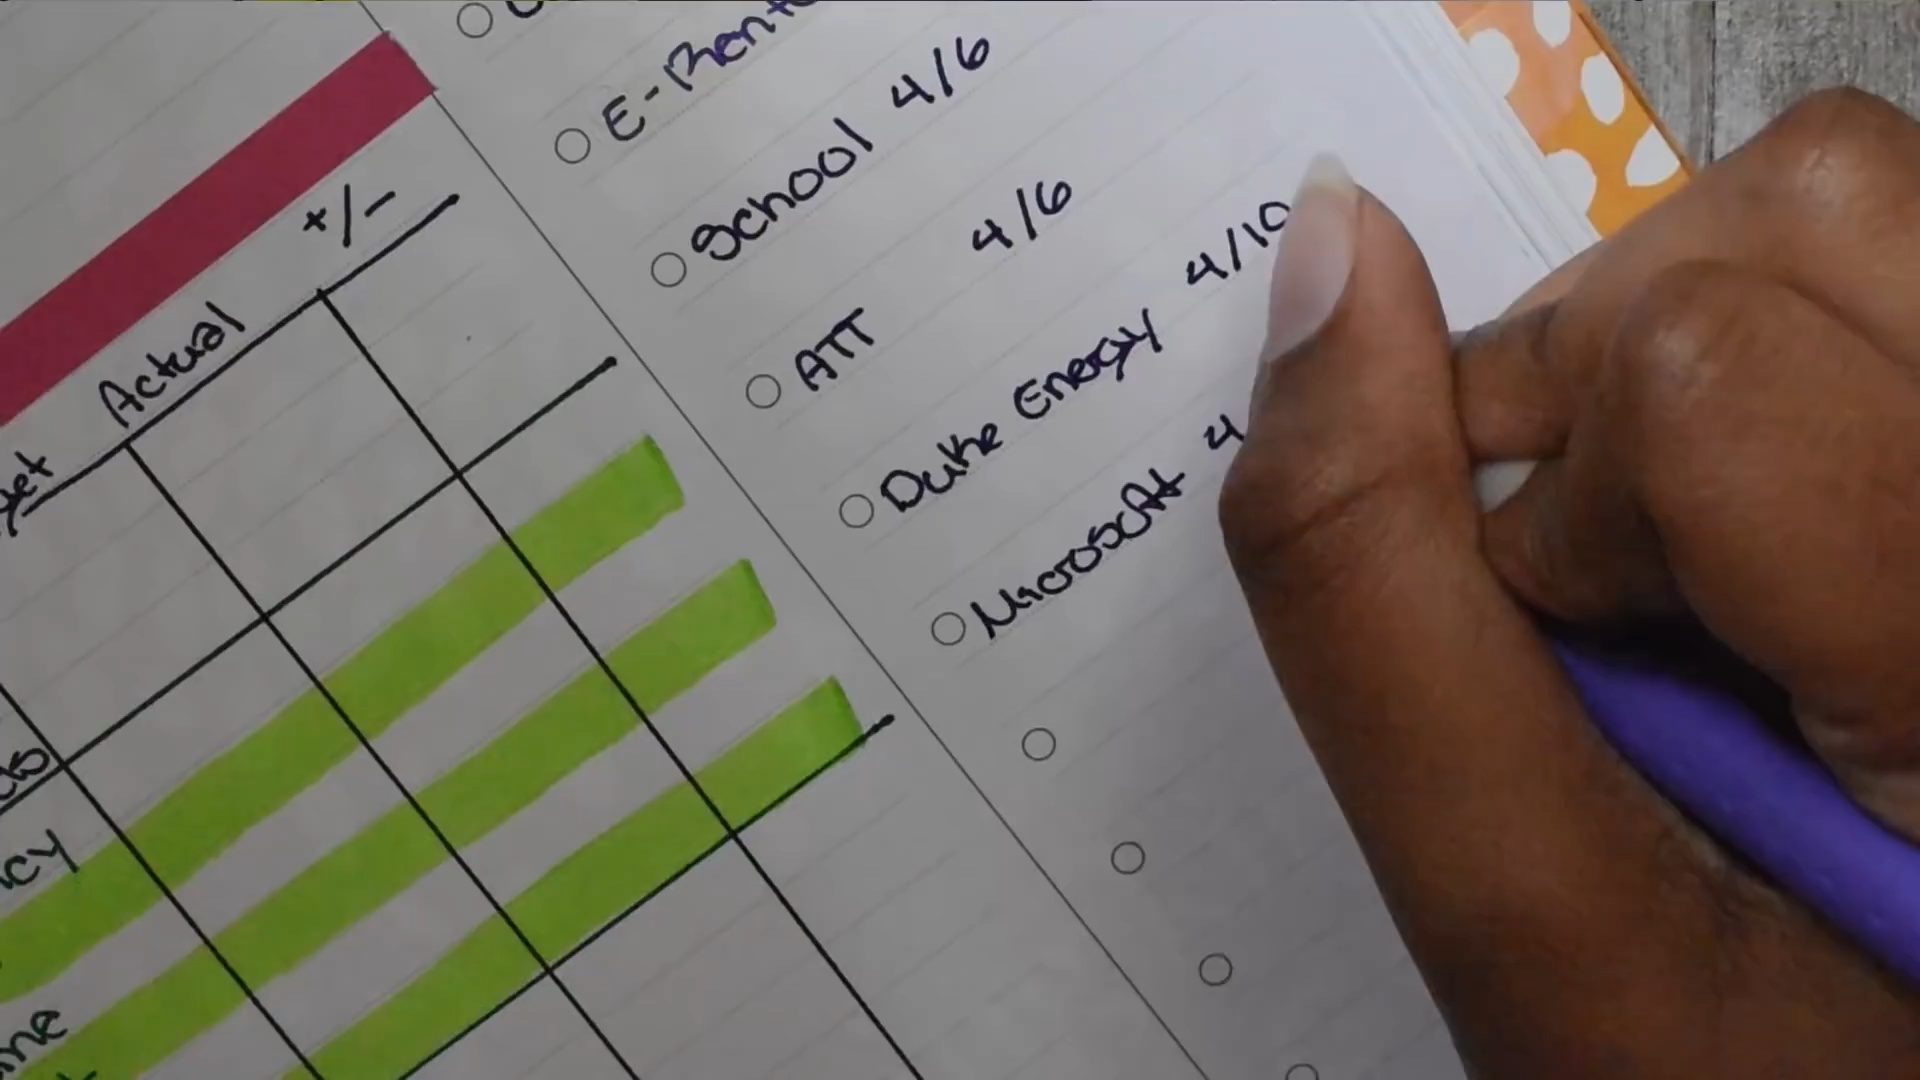 Actual
+/-
E-Rent
School 4/6
ATT 4/6
Duke Energy 4/10
Microsoft 4